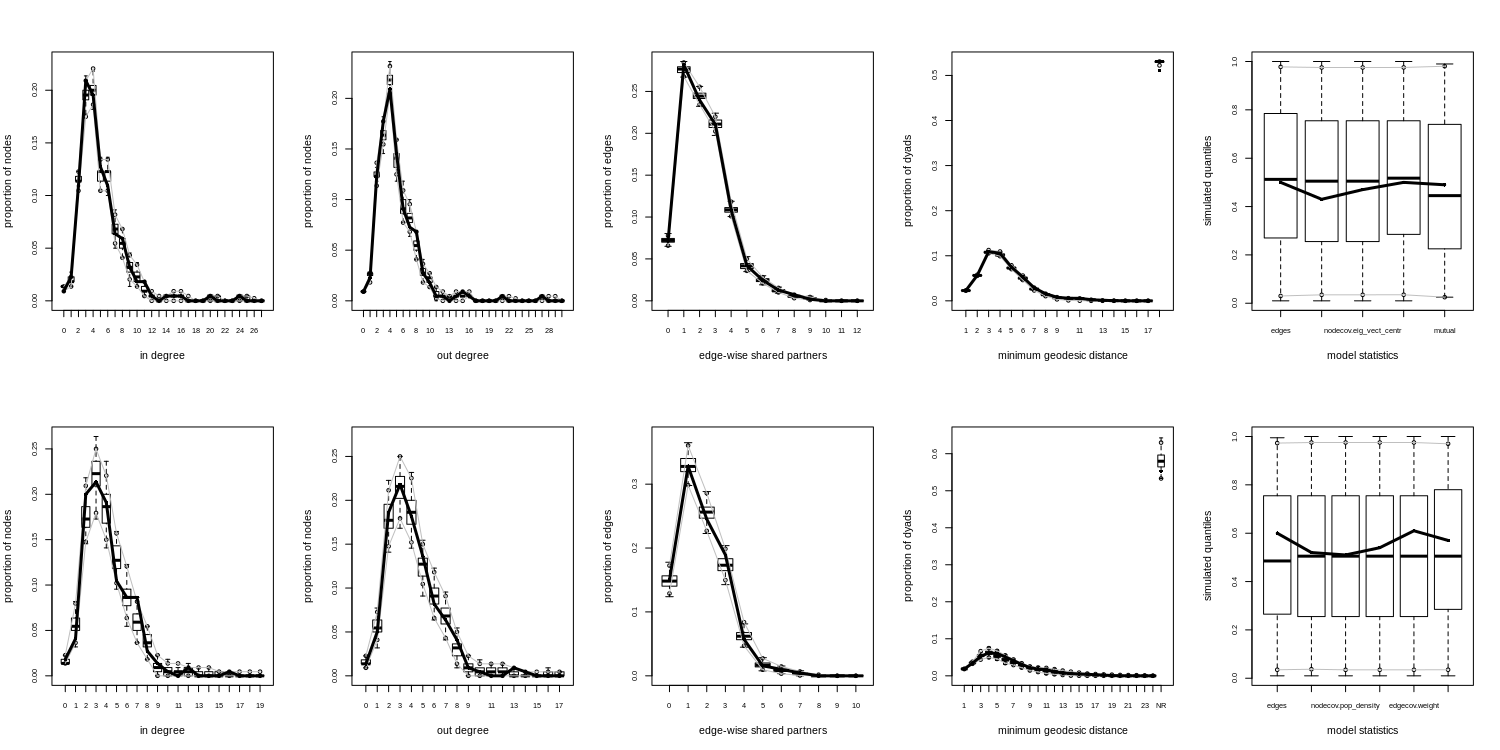 proportion of nodes
0.00 0.05 0.10 0.15 0.20
0 2 4 6 8 10 12 14 16 18 20 22 24 26
in degree
proportion of nodes
0.00 0.05 0.10 0.15 0.20
0 2 4 6 8 10 13 16 19 22 25 28
out degree
proportion of edges
0.00 0.05 0.10 0.15 0.20 0.25
0 1 2 3 4 5 6 7 8 9 10 11 12
edge-wise shared partners
proportion of dyads
0.0 0.1 0.2 0.3 0.4 0.5
1 2 3 4 5 6 7 8 9 11 13 15 17
minimum geodesic distance
simulated quantiles
0.0 0.2 0.4 0.6 0.8 1.0
edges nodecov.eig_vect_centr mutual
model statistics
proportion of nodes
0.00 0.05 0.10 0.15 0.20 0.25
0 1 2 3 4 5 6 7 8 9 11 13 15 17 19
in degree
proportion of nodes
0.00 0.05 0.10 0.15 0.20 0.25
0 1 2 3 4 5 6 7 8 9 11 13 15 17
out degree
proportion of edges
0.0 0.1 0.2 0.3
0 1 2 3 4 5 6 7 8 9 10
edge-wise shared partners
proportion of dyads
0.0 0.1 0.2 0.3 0.4 0.5 0.6
1 3 5 7 9 11 13 15 17 19 21 23 NR
minimum geodesic distance
simulated quantiles
0.0 0.2 0.4 0.6 0.8 1.0
edges nodecov.pop_density edgecov.weight
model statistics